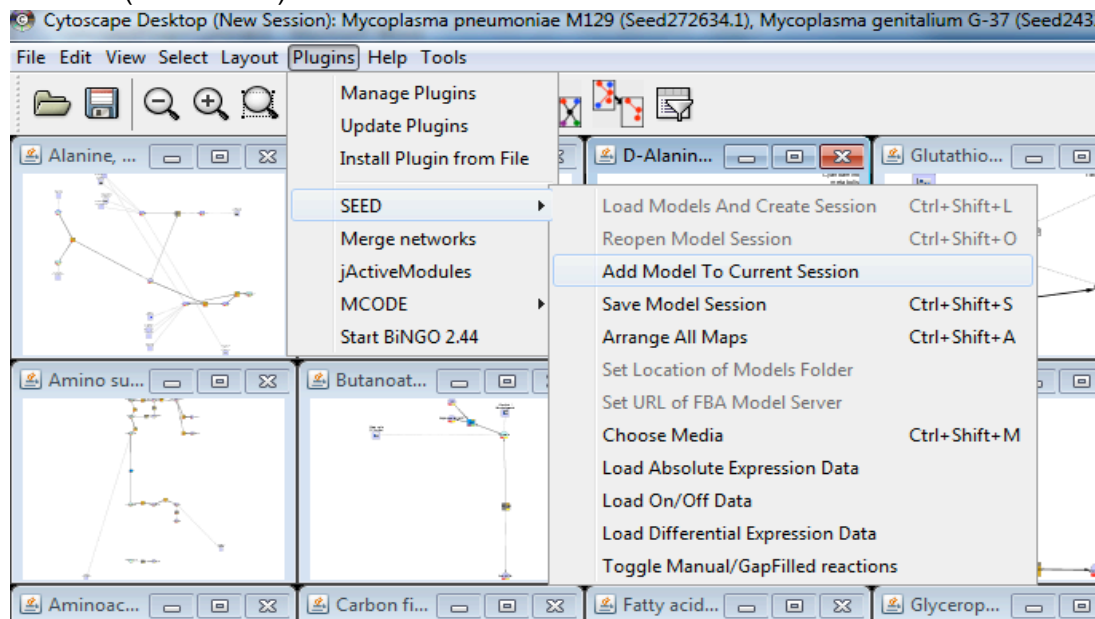 Cytoscape Desktop (New Session): Mycoplasma pneumoniae M129 (Seed272634.1), Mycoplasma genitalium G-37 (Seed243.
File Edit View Select Layout Plugins Help Tools
Manage Plugins
Update Plugins
Install Plugin from File
SEED
Merge networks
jActiveModules
MCODE
Start BiNGO 2.44
Load Models And Create Session Ctrl+Shift+L
Reopen Model Session Ctrl+Shift+O
Add Model To Current Session
Save Model Session Ctrl+Shift+S
Arrange All Maps Ctrl+Shift+A
Set Location of Models Folder
Set URL of FBA Model Server
Choose Media Ctrl+Shift+M
Load Absolute Expression Data
Load On/Off Data
Load Differential Expression Data
Toggle Manual/GapFilled reactions
Alanine, ...
D-Alanin...
Glutathio...
Amino su...
Butanoat...
Aminoac...
Carbon fi...
Fatty acid...
Glycerop...